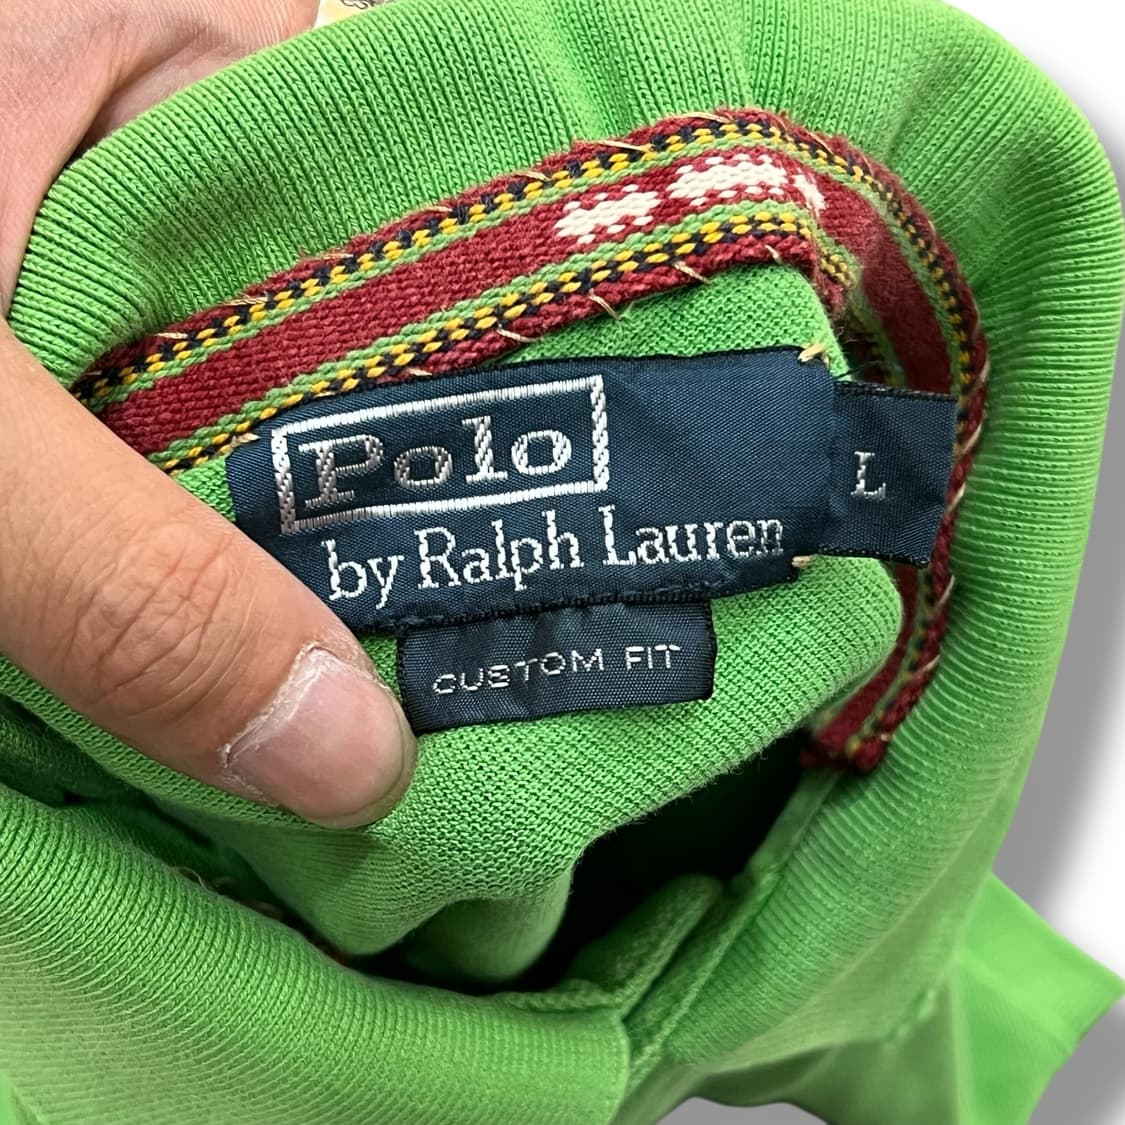 Polo
by Ralph Lauren
L
CUSTOM FIT